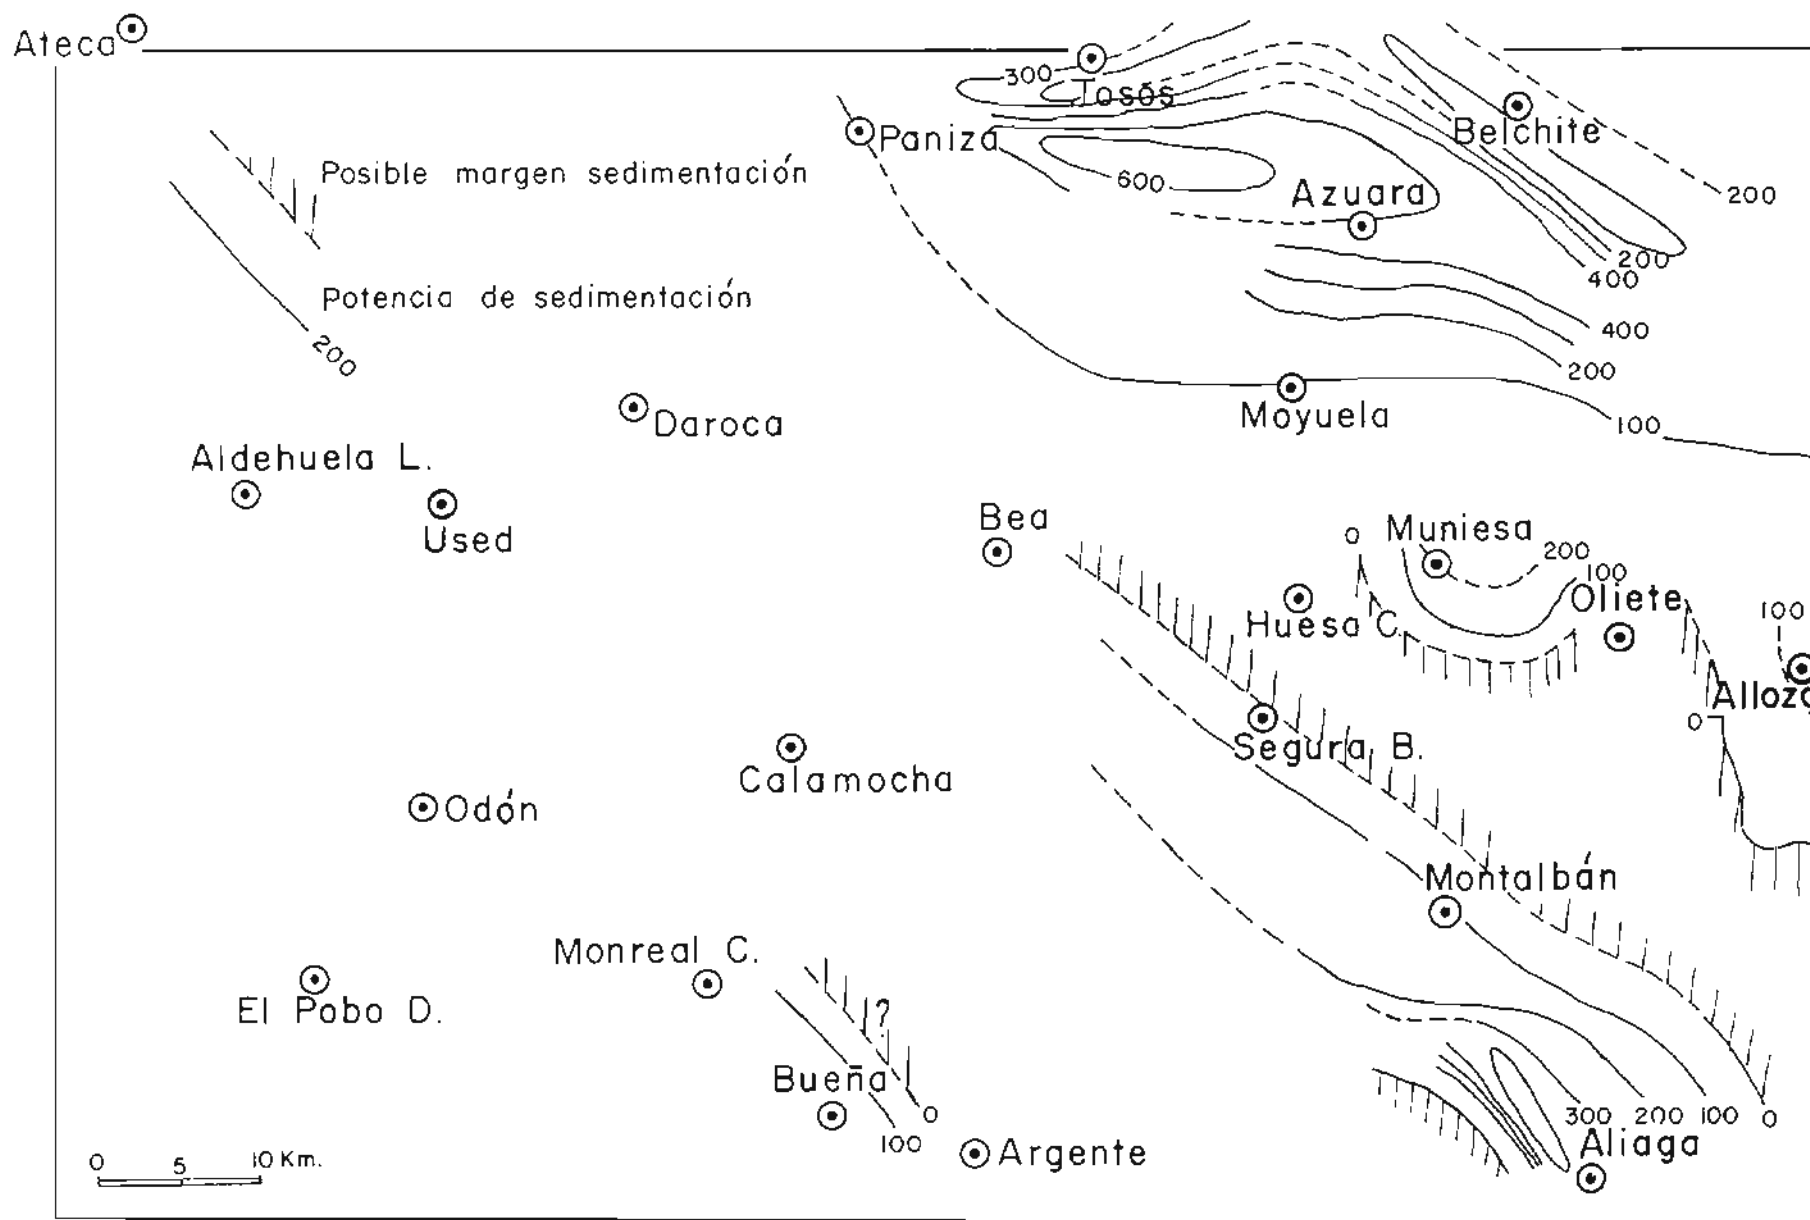 Ateca
300
Tosos
Paniza
Belchite
Posible margen sedimentación
600
Azuara
200
200
400
Potencia de sedimentación
400
200
200
Daroca
Moyuela
100
Aldehuela L.
Used
Bea
0
Muniesa
200
100
Oliete
100
Huesa C.
Alloza
0
Segura B.
Calamocha
Odón
Montalbán
Monreal C.
El Pobo D.
?
Bueña
0
100
300 200 100 0
Aliaga
Argente
0 5 10 Km.